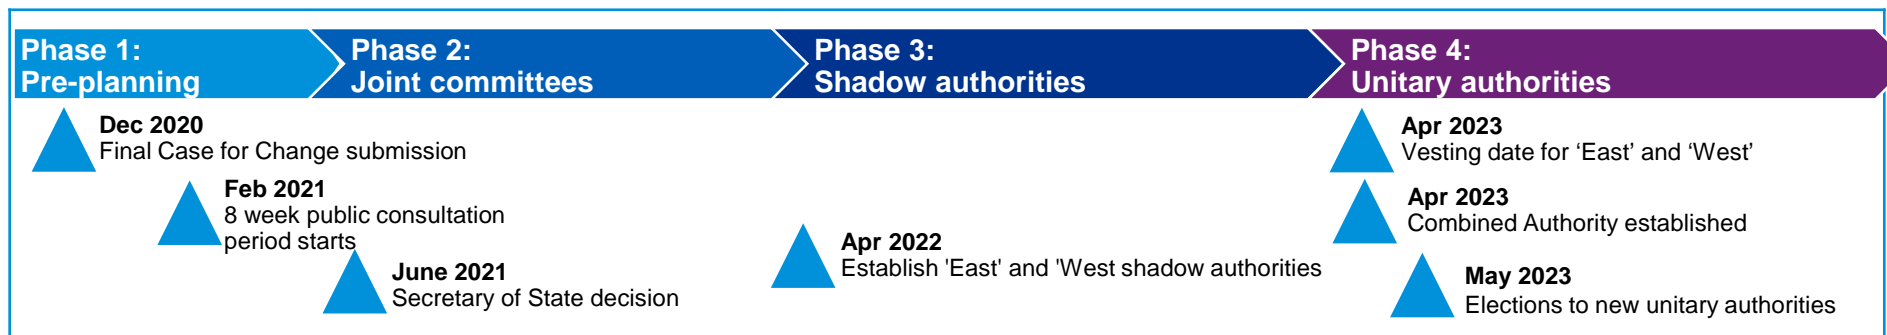 Phase 1:
Pre-planning
Phase 2:
Joint committees
Phase 3:
Shadow authorities
Phase 4:
Unitary authorities
Dec 2020
Final Case for Change submission
Feb 2021
8 week public consultation
period starts
June 2021
Secretary of State decision
Apr 2022
Establish 'East' and 'West shadow authorities
Apr 2023
Vesting date for ‘East’ and ‘West’
Apr 2023
Combined Authority established
May 2023
Elections to new unitary authorities